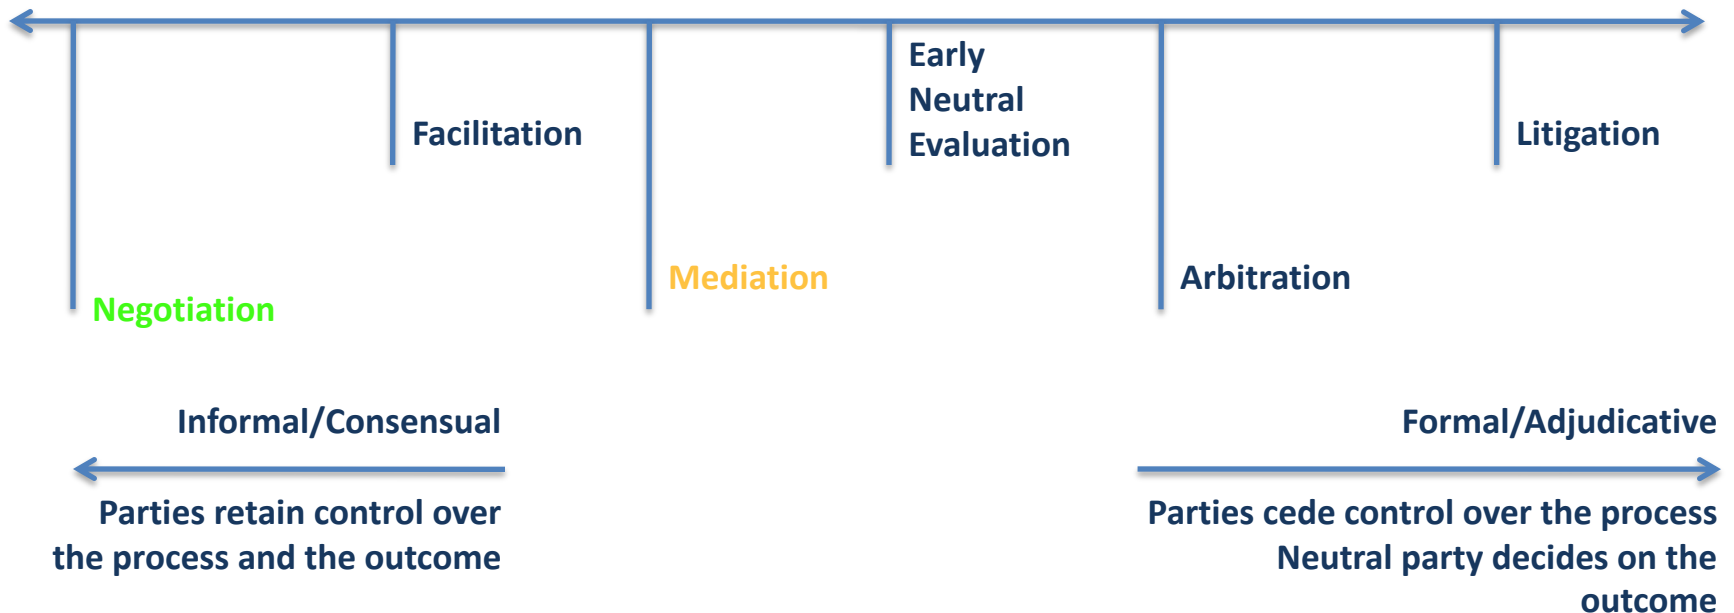 Early
Neutral
Evaluation
Facilitation
Litigation
Mediation
Arbitration
Negotiation
Informal/Consensual
Parties retain control over
the process and the outcome
Formal/Adjudicative
Parties cede control over the process
Neutral party decides on the
outcome